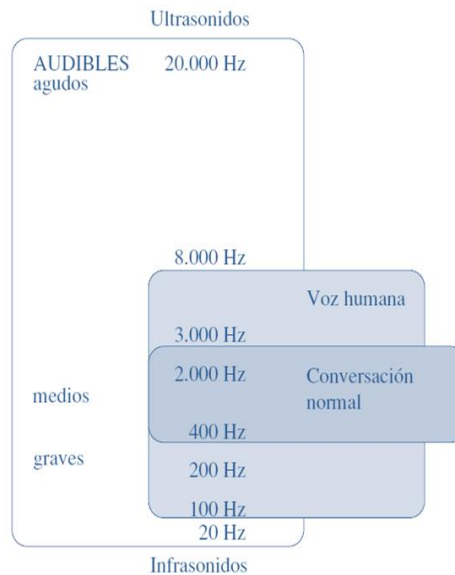 Ultrasonidos
AUDIBLES 20.000 Hz
agudos
8.000 Hz
Voz humana
3.000 Hz
2.000 Hz Conversación
medios normal
400 Hz
graves 200 Hz
100 Hz
20 Hz
Infrasonidos